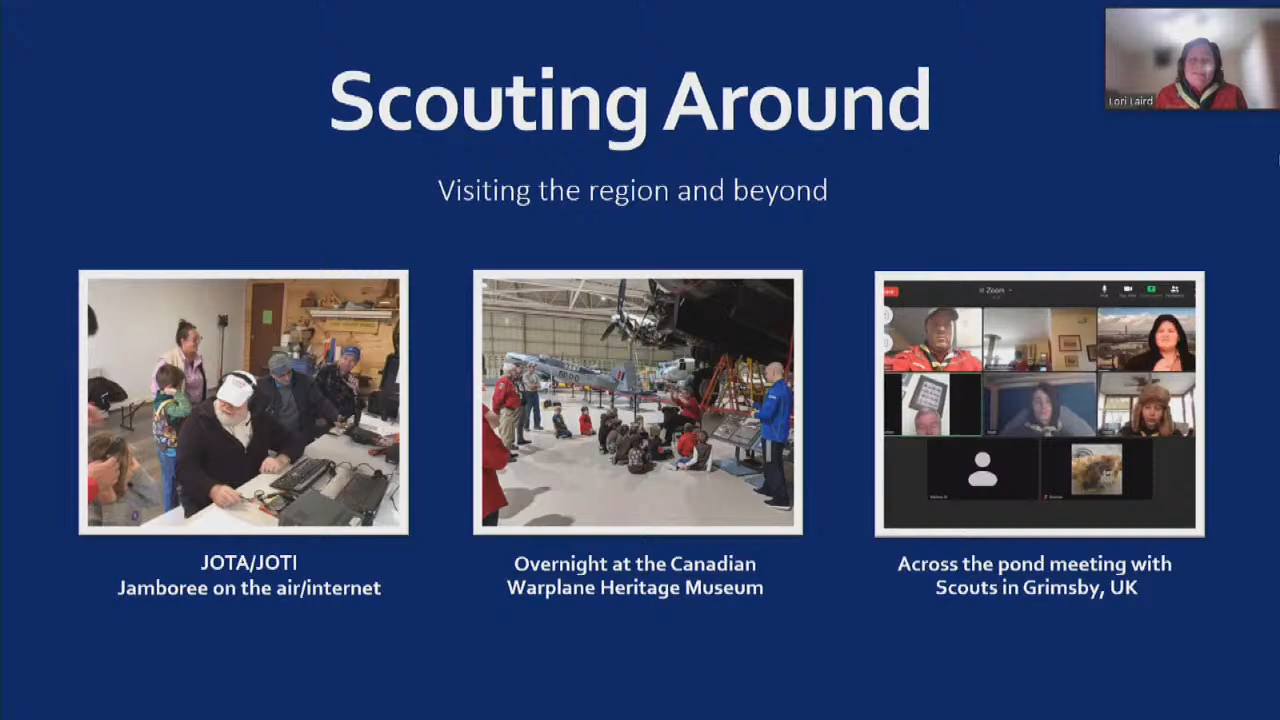 Scouting Around
Lori Laird
Visiting the region and beyond
Zoom
JOTA/JOTI
Jamboree on the air/internet
Overnight at the Canadian
Warplane Heritage Museum
Across the pond meeting with
Scouts in Grimsby, UK